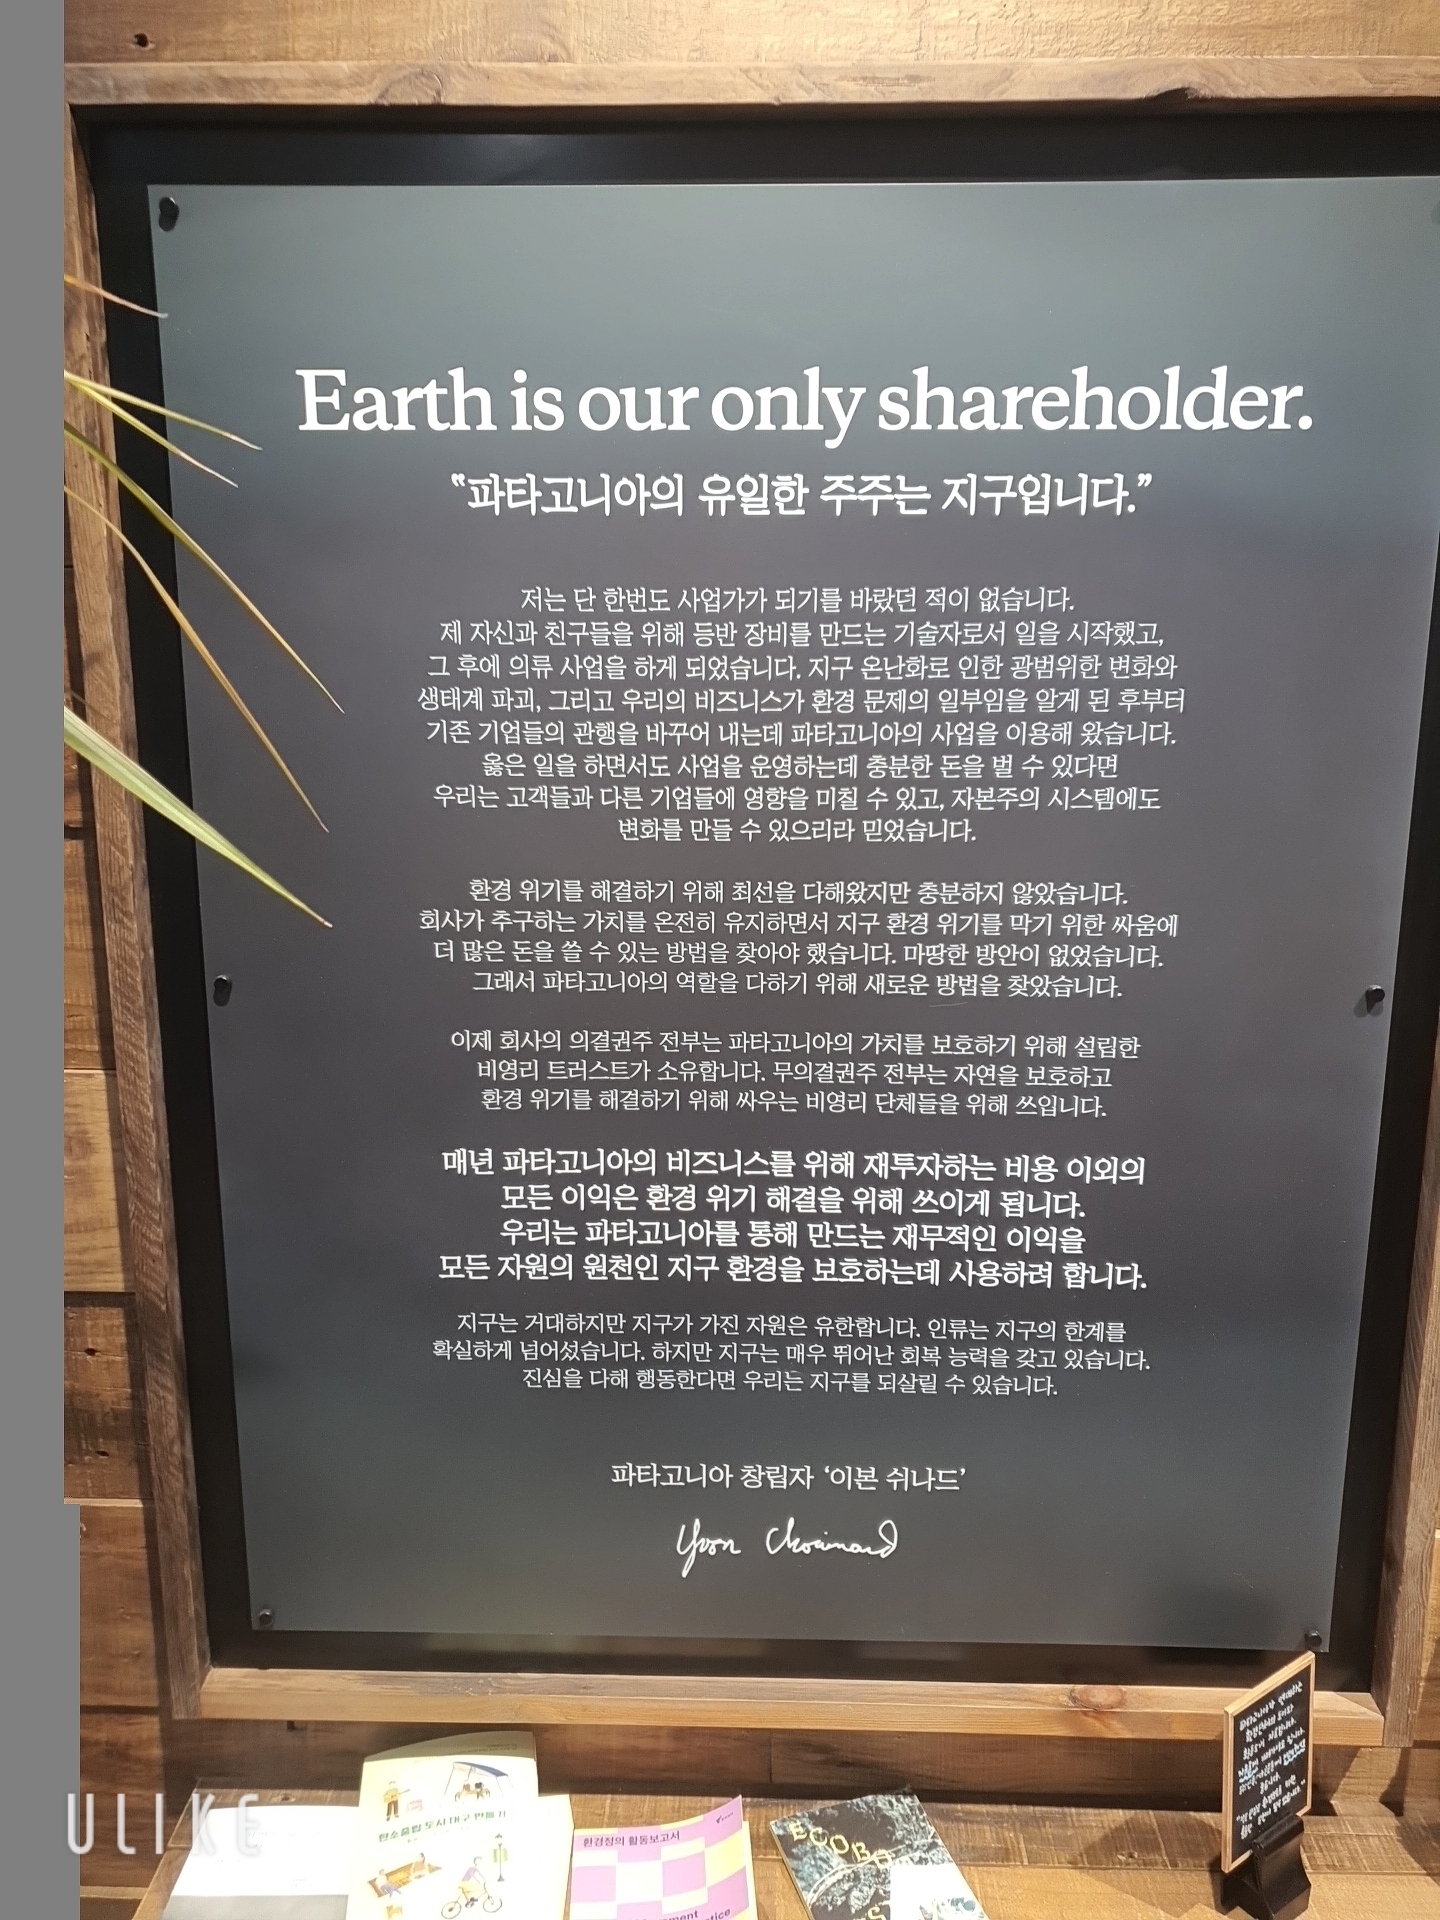 Earth is our only shareholder.
“파타고니아의 유일한 주주는 지구입니다.”
저는 단 한번도 사업가가 되기를 바랐던 적이 없습니다.
제 자신과 친구들을 위해 등반 장비를 만드는 기술자로서 일을 시작했고,
그 후에 의류 사업을 하게 되었습니다. 지구 온난화로 인한 광범위한 변화와
생태계 파괴, 그리고 우리의 비즈니스가 환경 문제의 일부임을 알게 된 후부터
기존 기업들의 관행을 바꾸어 내는데 파타고니아의 사업을 이용해 왔습니다.
옳은 일을 하면서도 사업을 운영하는데 충분한 돈을 벌 수 있다면
우리는 고객들과 다른 기업들에 영향을 미칠 수 있고, 자본주의 시스템에도
변화를 만들 수 있으리라 믿었습니다.
환경 위기를 해결하기 위해 최선을 다해왔지만 충분하지 않았습니다.
회사가 추구하는 가치를 온전히 유지하면서 지구 환경 위기를 막기 위한 싸움에
더 많은 돈을 쓸 수 있는 방법을 찾아야 했습니다. 마땅한 방안이 없었습니다.
그래서 파타고니아의 역할을 다하기 위해 새로운 방법을 찾았습니다.
이제 회사의 의결권주 전부는 파타고니아의 가치를 보호하기 위해 설립한
비영리 트러스트가 소유합니다. 무의결권주 전부는 자연을 보호하고
환경 위기를 해결하기 위해 싸우는 비영리 단체들을 위해 쓰입니다.
매년 파타고니아의 비즈니스를 위해 재투자하는 비용 이외의
모든 이익은 환경 위기 해결을 위해 쓰이게 됩니다.
우리는 파타고니아를 통해 만드는 재무적인 이익을
모든 자원의 원천인 지구 환경을 보호하는데 사용하려 합니다.
지구는 거대하지만 지구가 가진 자원은 유한합니다. 인류는 지구의 한계를
확실하게 넘어섰습니다. 하지만 지구는 매우 뛰어난 회복 능력을 갖고 있습니다.
진심을 다해 행동한다면 우리는 지구를 되살릴 수 있습니다.
파타고니아 창립자 ‘이본 쉬나드’
Yvon Chouinard
탄소중립 도시 대구 만들기
환경정의 활동보고서
ULIKE